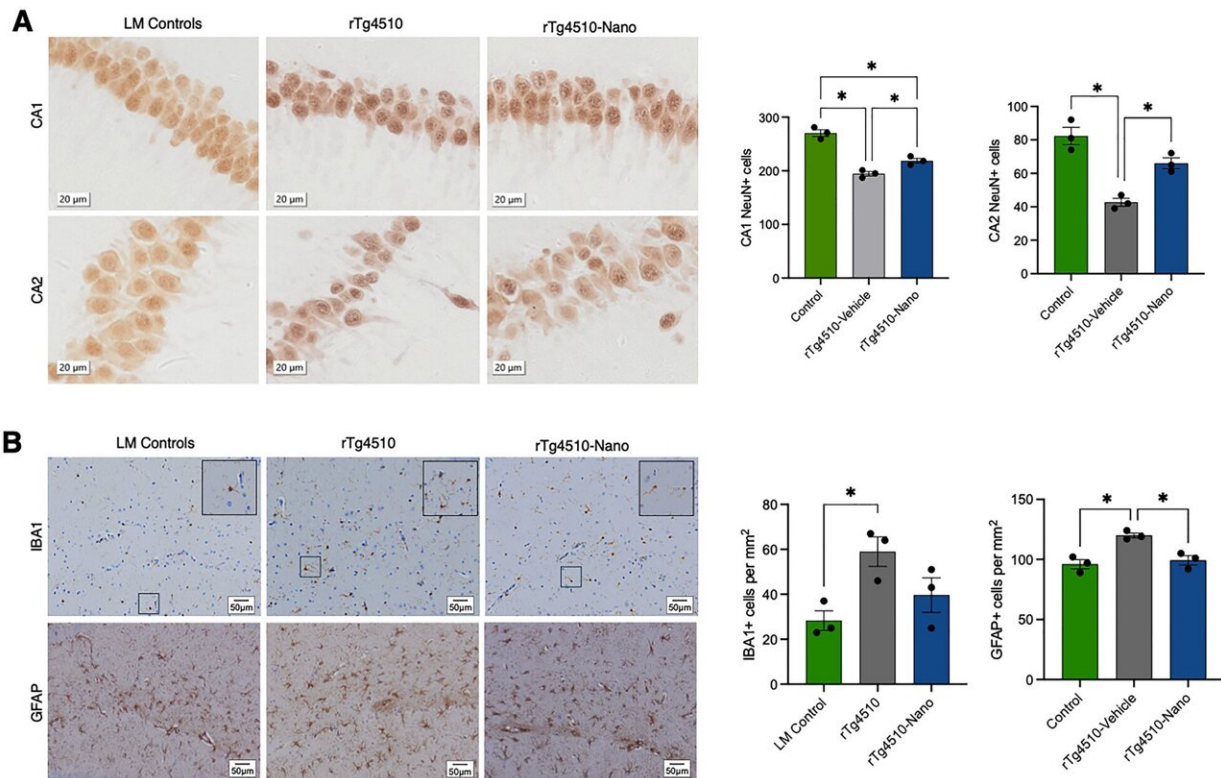 A
LM Controls
rTg4510
rTg4510-Nano
CA1
20 µm
20 µm
20 µm
CA2
20 µm
20 µm
20 µm
CA1 NeuN+ cells
300
200
100
0
*
*
*
Control
rTg4510-Vehicle
rTg4510-Nano
CA2 NeuN+ cells
100
80
60
40
20
0
*
*
Control
rTg4510-Vehicle
rTg4510-Nano
B
LM Controls
rTg4510
rTg4510-Nano
IBA1
50µm
50µm
50µm
GFAP
50µm
50µm
50µm
IBA1+ cells per mm²
80
60
40
20
0
*
LM Control
rTg4510
rTg4510-Nano
GFAP+ cells per mm²
150
100
50
0
*
*
Control
rTg4510-Vehicle
rTg4510-Nano